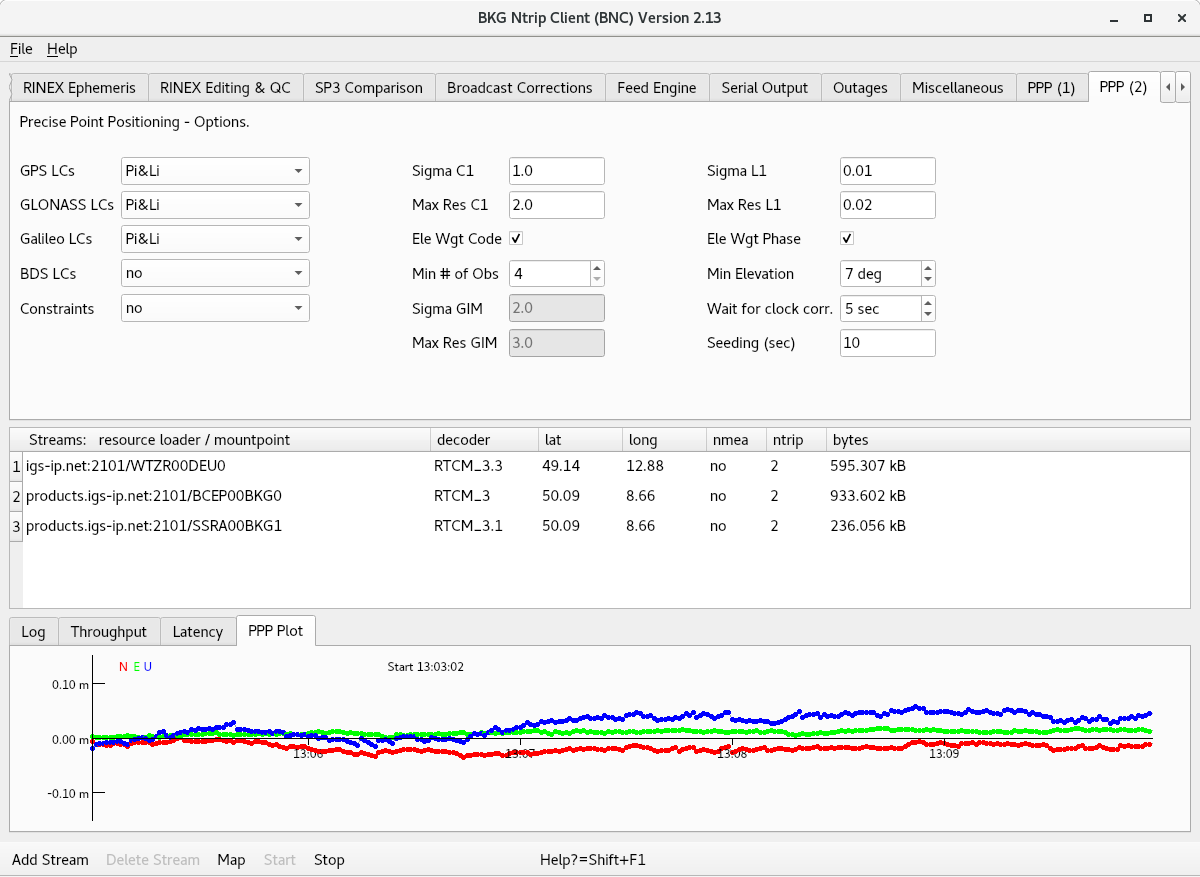 BKG Ntrip Client (BNC) Version 2.13
File Help
RINEX Ephemeris RINEX Editing & QC SP3 Comparison Broadcast Corrections Feed Engine Serial Output Outages Miscellaneous PPP (1) PPP (2)
Precise Point Positioning - Options.
GPS LCs Pi&Li Sigma C1 1.0 Sigma L1 0.01
GLONASS LCs Pi&Li Max Res C1 2.0 Max Res L1 0.02
Galileo LCs Pi&Li Ele Wgt Code Ele Wgt Phase
BDS LCs no Min # of Obs 4 Min Elevation 7 deg
Constraints no Sigma GIM 2.0 Wait for clock corr. 5 sec
Max Res GIM 3.0 Seeding (sec) 10
Streams: resource loader / mountpoint decoder lat long nmea ntrip bytes
1 igs-ip.net:2101/WTZR00DEU0 RTCM_3.3 49.14 12.88 no 2 595.307 kB
2 products.igs-ip.net:2101/BCEP00BKG0 RTCM_3 50.09 8.66 no 2 933.602 kB
3 products.igs-ip.net:2101/SSRA00BKG1 RTCM_3.1 50.09 8.66 no 2 236.056 kB
Log Throughput Latency PPP Plot
N E U Start 13:03:02
0.10 m
0.00 m
13:06 13:07 13:08 13:09
-0.10 m
Add Stream Delete Stream Map Start Stop Help?=Shift+F1